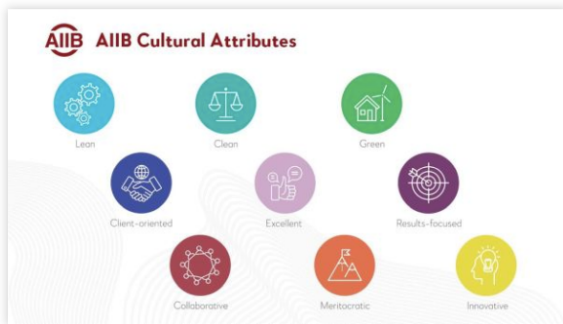 AIIB AIIB Cultural Attributes
Lean Clean Green
Client-oriented Excellent Results-focused
Collaborative Meritocratic Innovative